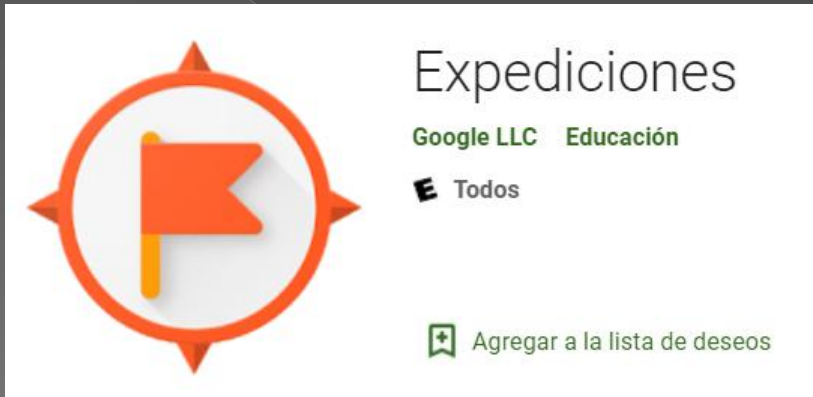 Expediciones
Google LLC Educación
E Todos
Agregar a la lista de deseos